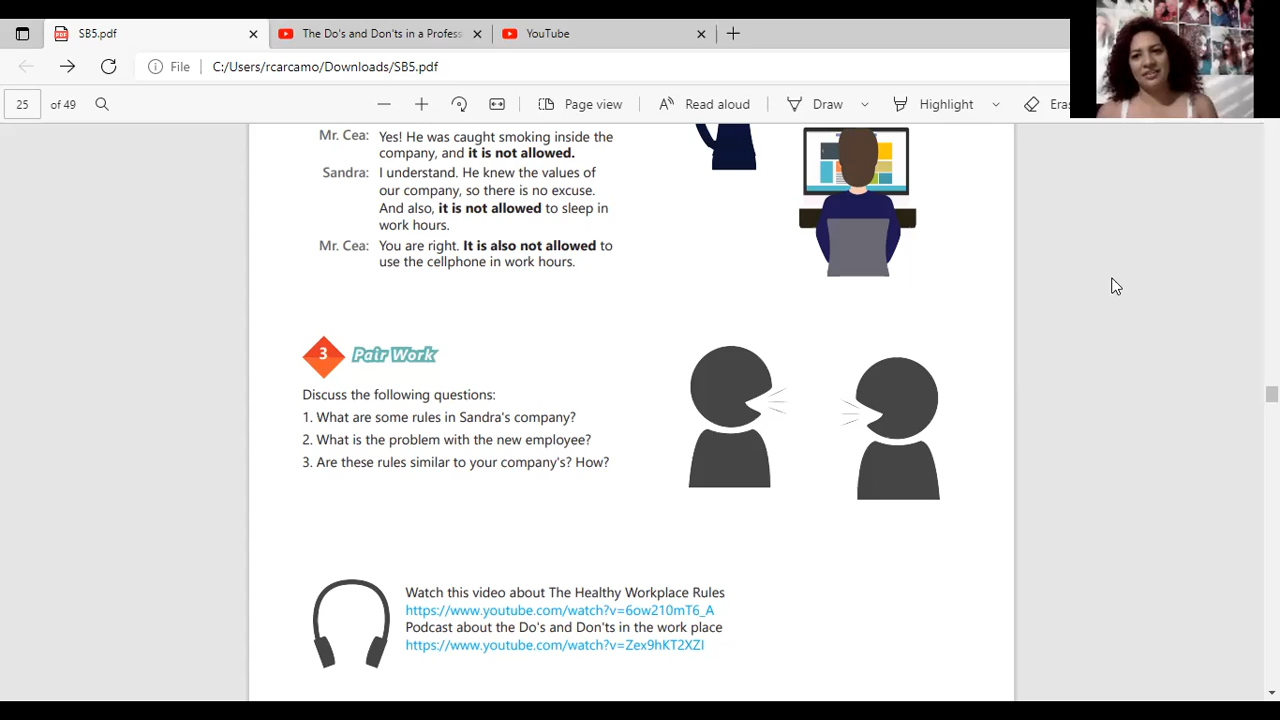 SB5.pdf
The Do's and Don'ts in a Profess
YouTube
File
C:/Users/rcarcamo/Downloads/SB5.pdf
25
of 49
Page view
Read aloud
Draw
Highlight
Eras
Mr. Cea: Yes! He was caught smoking inside the
company, and it is not allowed.
Sandra: I understand. He knew the values of
our company, so there is no excuse.
And also, it is not allowed to sleep in
work hours.
Mr. Cea: You are right. It is also not allowed to
use the cellphone in work hours.
3 Pair Work
Discuss the following questions:
1. What are some rules in Sandra's company?
2. What is the problem with the new employee?
3. Are these rules similar to your company's? How?
Watch this video about The Healthy Workplace Rules
https://www.youtube.com/watch?v=6ow210mT6_A
Podcast about the Do's and Don'ts in the work place
https://www.youtube.com/watch?v=Zex9hKT2XZI